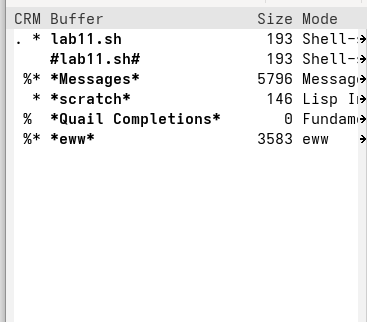 CRM Buffer Size Mode
. * lab11.sh 193 Shell-
#lab11.sh# 193 Shell-
%* *Messages* 5796 Messag
* *scratch* 146 Lisp I
% *Quail Completions* 0 Fundam
%* *eww* 3583 eww